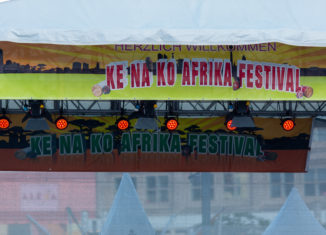 HERZLICH WILLKOMMEN
KE NA KO AFRIKA FESTIVAL
KE NA KO AFRIKA - FESTIVAL